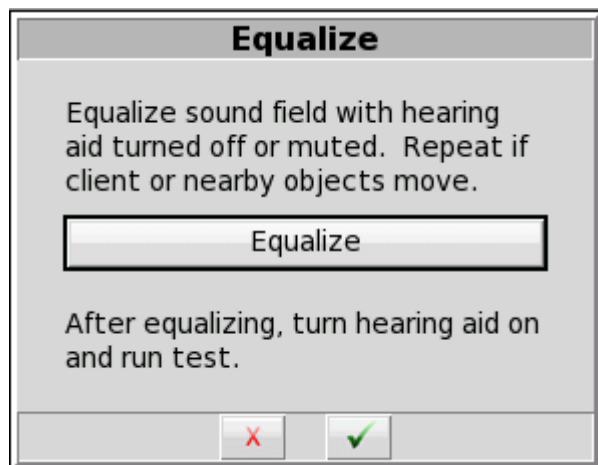 Equalize
Equalize sound field with hearing
aid turned off or muted.  Repeat if
client or nearby objects move.
Equalize
After equalizing, turn hearing aid on
and run test.